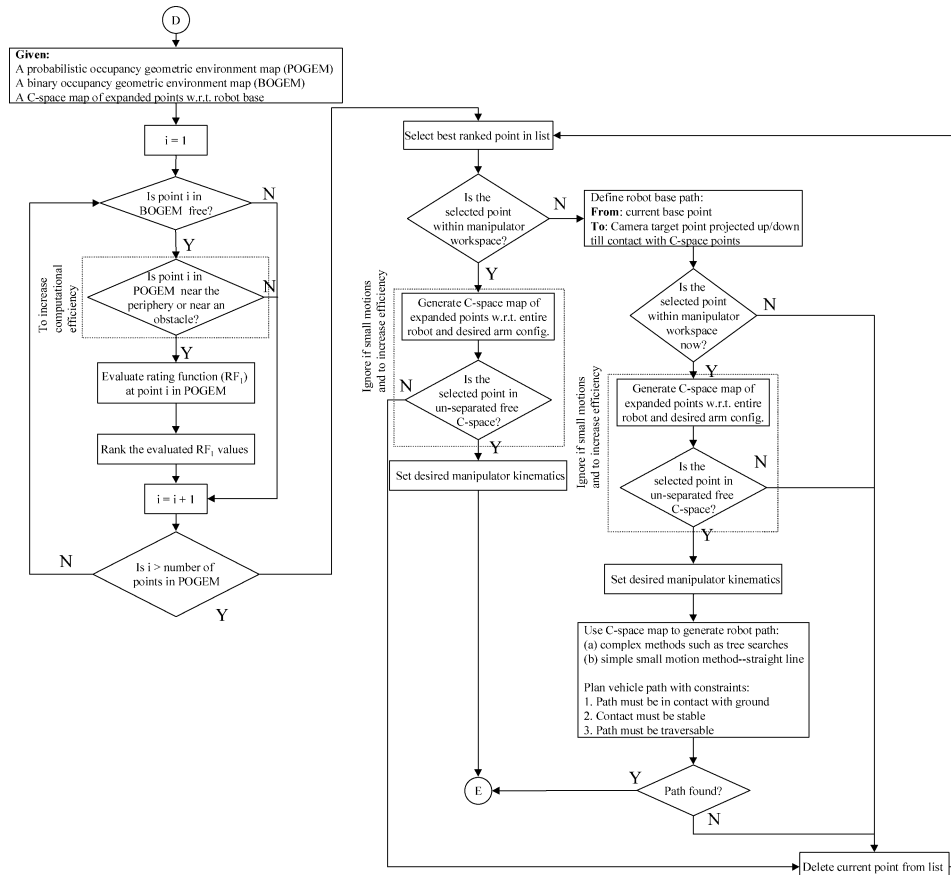 D
Given:
A probabilistic occupancy geometric environment map (POGEM)
A binary occupancy geometric environment map (BOGEM)
A C-space map of expanded points w.r.t. robot base
i = 1
Is point i in
BOGEM free?
N
Y
To increase
computational
efficiency
Is point i in
POGEM near the
periphery or near an
obstacle?
N
Y
Evaluate rating function (RF1)
at point i in POGEM
Rank the evaluated RF1 values
i = i + 1
Is i > number of
points in POGEM
N
Y
Select best ranked point in list
Is the
selected point
within manipulator
workspace?
N
Y
Ignore if small motions
and to increase efficiency
Generate C-space map of
expanded points w.r.t. entire
robot and desired arm config.
Is the
selected point in
un-separated free
C-space?
N
Y
Set desired manipulator kinematics
Define robot base path:
From: current base point
To: Camera target point projected up/down
till contact with C-space points
Is the
selected point
within manipulator
workspace
now?
N
Y
Ignore if small motions
and to increase efficiency
Generate C-space map of
expanded points w.r.t. entire
robot and desired arm config.
Is the
selected point in
un-separated free
C-space?
N
Y
Set desired manipulator kinematics
Use C-space map to generate robot path:
(a) complex methods such as tree searches
(b) simple small motion method--straight line
Plan vehicle path with constraints:
1. Path must be in contact with ground
2. Contact must be stable
3. Path must be traversable
Path found?
Y
N
E
Delete current point from list